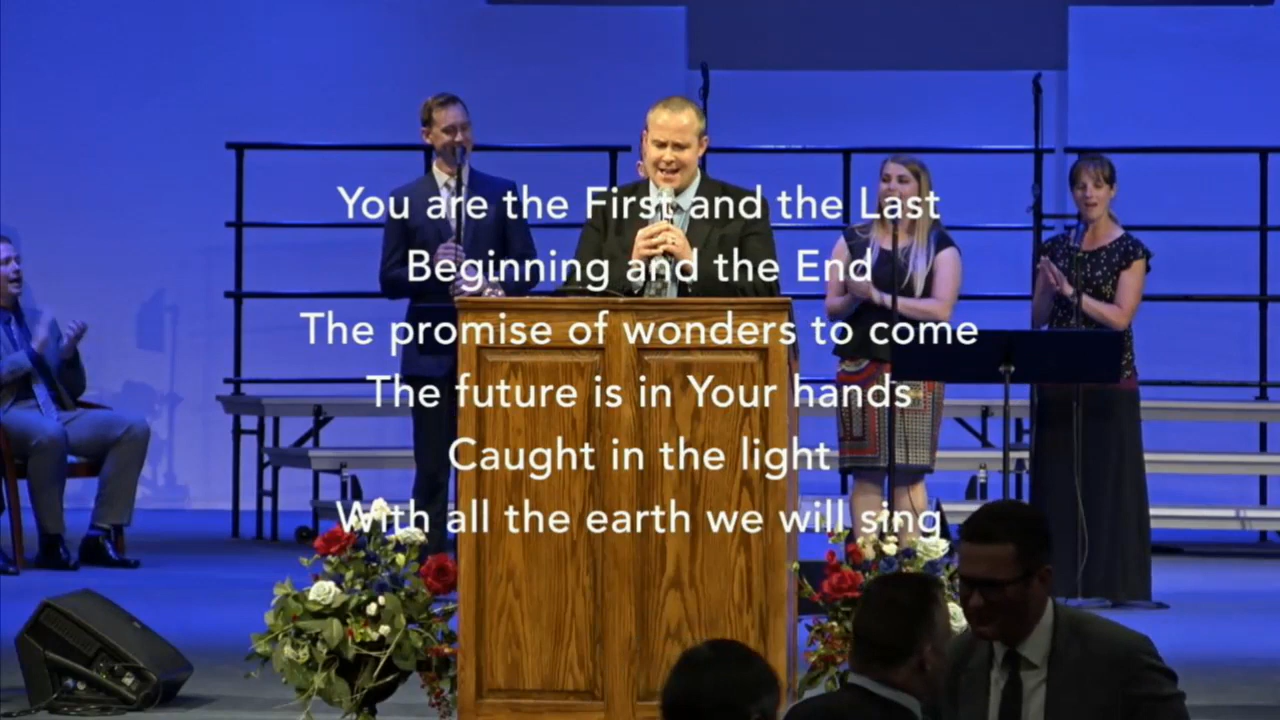 You are the First and the Last
Beginning and the End
The promise of wonders to come
The future is in Your hands
Caught in the light
With all the earth we will sing